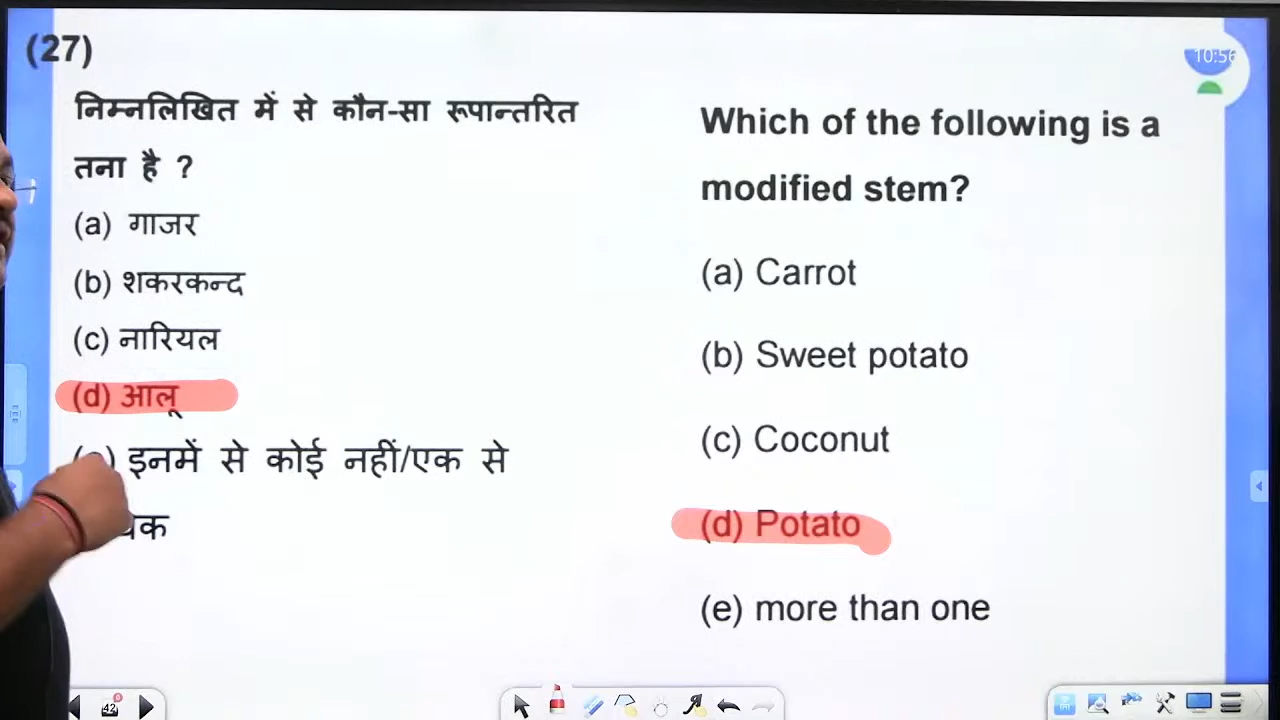 (27)
निम्नलिखित में से कौन-सा रूपान्तरित
तना है ?
(a) गाजर
(b) शकरकन्द
(c) नारियल
(d) आलू
इनमें से कोई नहीं/एक से
Which of the following is a
modified stem?
(a) Carrot
(b) Sweet potato
(c) Coconut
(d) Potato
(e) more than one
10:56
42